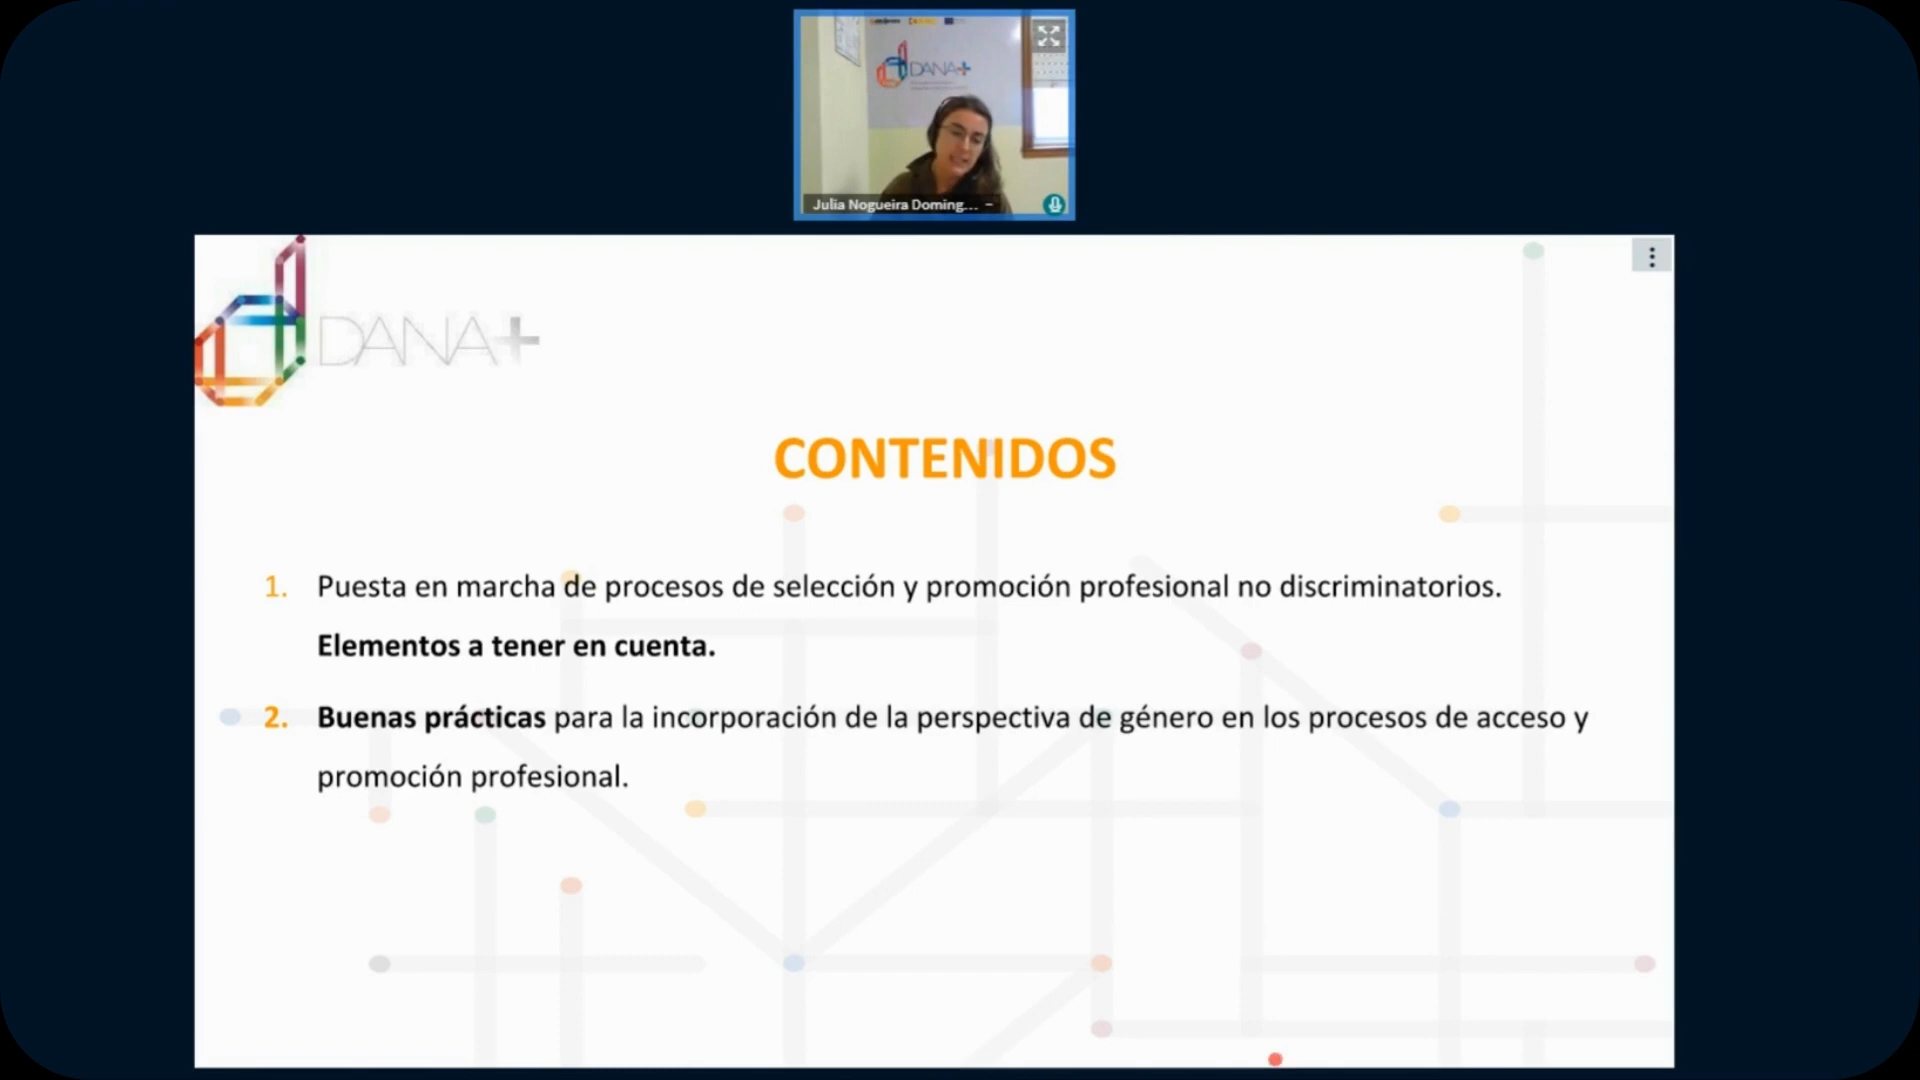 DANA+
Julia Nogueira Doming...
DANA+
CONTENIDOS
1. Puesta en marcha de procesos de selección y promoción profesional no discriminatorios.
Elementos a tener en cuenta.
2. Buenas prácticas para la incorporación de la perspectiva de género en los procesos de acceso y
promoción profesional.